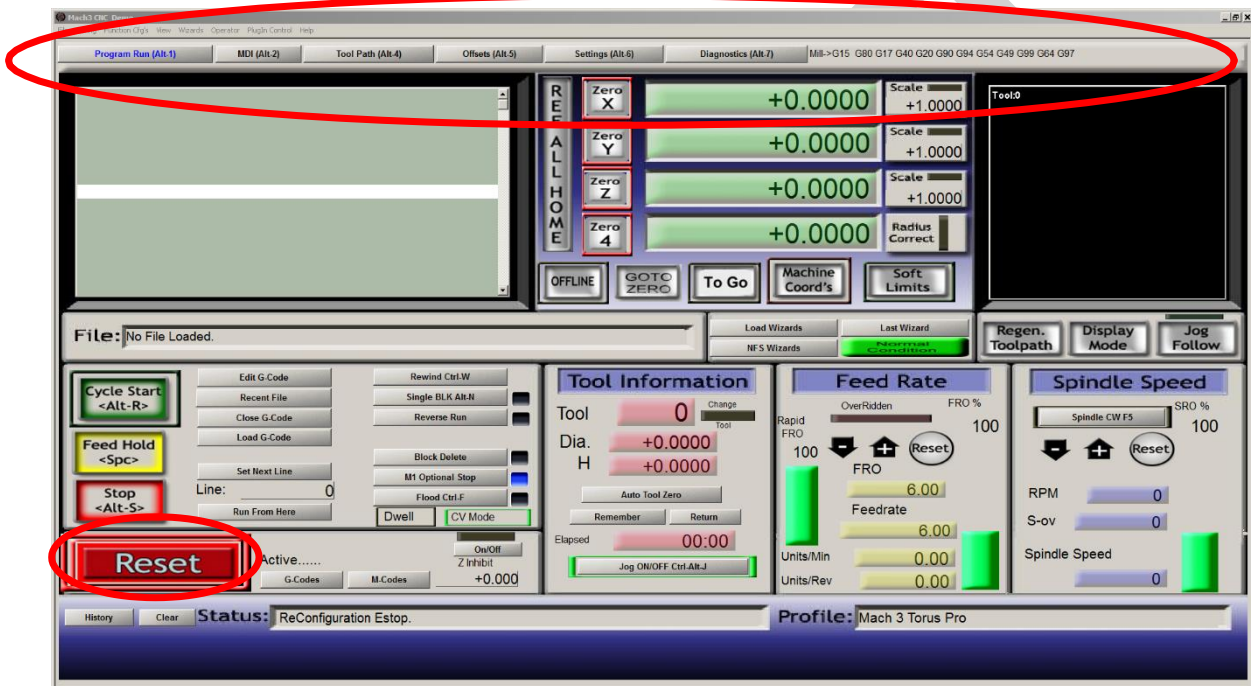 Mach3 CNC Demo
Function Cfg's View Wizards Operator PlugIn Control Help
Program Run (Alt-1) MDI (Alt-2) Tool Path (Alt-4) Offsets (Alt-5) Settings (Alt-6) Diagnostics (Alt-7) Mill->G15 G80 G17 G40 G20 G90 G94 G54 G49 G99 G64 G97
REF ALL HOME
Zero X +0.0000 Scale +1.0000
Zero Y +0.0000 Scale +1.0000
Zero Z +0.0000 Scale +1.0000
Zero 4 +0.0000 Radius Correct
OFFLINE GOTO ZERO To Go Machine Coord's Soft Limits
Tool:0
File: No File Loaded.
Load Wizards Last Wizard
NFS Wizards Normal Condition
Regen. Toolpath Display Mode Jog Follow
Cycle Start
<Alt-R>
Feed Hold
<Spc>
Stop
<Alt-S>
Edit G-Code
Recent File
Close G-Code
Load G-Code
Set Next Line
Line: 0
Run From Here
Rewind Ctrl-W
Single BLK Alt-N
Reverse Run
Block Delete
M1 Optional Stop
Flood Ctrl-F
Dwell CV Mode
Reset
Active......
G-Codes M-Codes
On/Off
Z Inhibit
+0.000
Tool Information
Tool 0 Change Tool
Dia. +0.0000
H +0.0000
Auto Tool Zero
Remember Return
Elapsed 00:00
Jog ON/OFF Ctrl-Alt-J
Feed Rate
OverRidden FRO %
100
Rapid FRO
100
Reset
FRO
6.00
Feedrate
6.00
Units/Min 0.00
Units/Rev 0.00
Spindle Speed
Spindle CW F5 SRO %
100
Reset
RPM 0
S-ov 0
Spindle Speed
0
History Clear Status: ReConfiguration Estop. Profile: Mach 3 Torus Pro